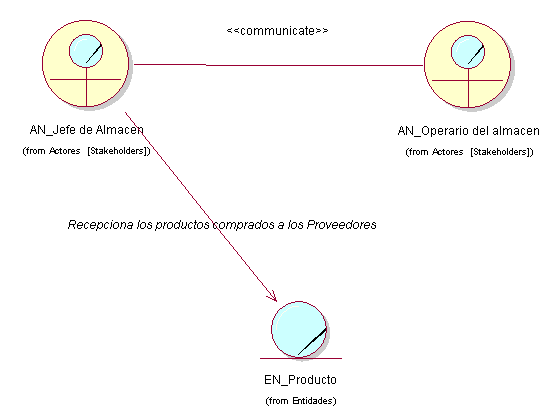 <<communicate>>
AN_Jefe de Almacen
(from Actores [Stakeholders])
AN_Operario del almacen
(from Actores [Stakeholders])
Recepciona los productos comprados a los Proveedores
EN_Producto
(from Entidades)